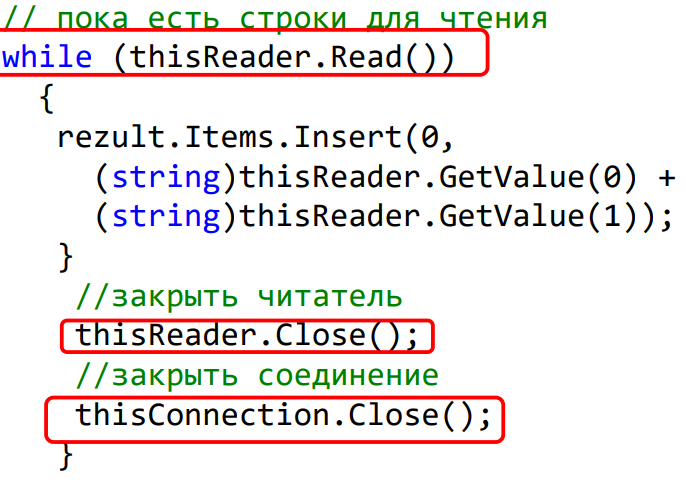 // пока есть строки для чтения
while (thisReader.Read())
{
rezult.Items.Insert(0,
(string)thisReader.GetValue(0) +
(string)thisReader.GetValue(1));
}
//закрыть читатель
thisReader.Close();
//закрыть соединение
thisConnection.Close();
}